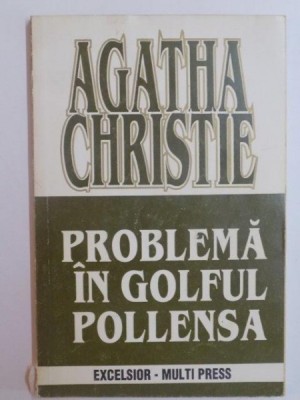 AGATHA
CHRISTIE
PROBLEMĂ
ÎN GOLFUL
POLLENSA
EXCELSIOR - MULTI PRESS